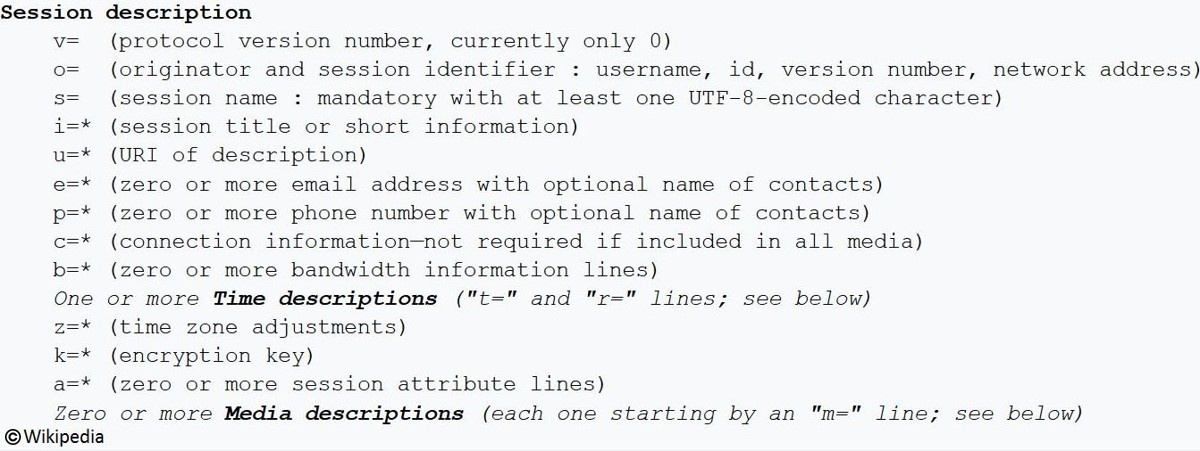 Session description
v= (protocol version number, currently only 0)
o= (originator and session identifier : username, id, version number, network address)
s= (session name : mandatory with at least one UTF-8-encoded character)
i=* (session title or short information)
u=* (URI of description)
e=* (zero or more email address with optional name of contacts)
p=* (zero or more phone number with optional name of contacts)
c=* (connection information—not required if included in all media)
b=* (zero or more bandwidth information lines)
One or more Time descriptions ("t=" and "r=" lines; see below)
z=* (time zone adjustments)
k=* (encryption key)
a=* (zero or more session attribute lines)
Zero or more Media descriptions (each one starting by an "m=" line; see below)
©Wikipedia